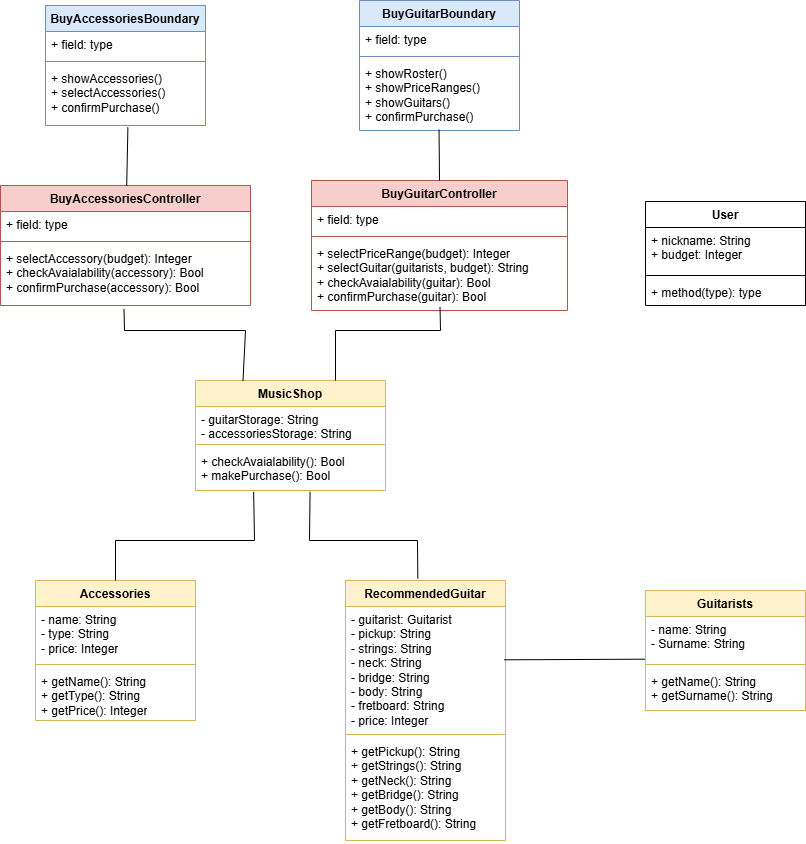 BuyAccessoriesBoundary
+ field: type
+ showAccessories()
+ selectAccessories()
+ confirmPurchase()
BuyGuitarBoundary
+ field: type
+ showRoster()
+ showPriceRanges()
+ showGuitars()
+ confirmPurchase()
BuyAccessoriesController
+ field: type
+ selectAccessory(budget): Integer
+ checkAvaialability(accessory): Bool
+ confirmPurchase(accessory): Bool
BuyGuitarController
+ field: type
+ selectPriceRange(budget): Integer
+ selectGuitar(guitarists, budget): String
+ checkAvaialability(guitar): Bool
+ confirmPurchase(guitar): Bool
User
+ nickname: String
+ budget: Integer
+ method(type): type
MusicShop
- guitarStorage: String
- accessoriesStorage: String
+ checkAvaialability(): Bool
+ makePurchase(): Bool
Accessories
- name: String
- type: String
- price: Integer
+ getName(): String
+ getType(): String
+ getPrice(): Integer
RecommendedGuitar
- guitarist: Guitarist
- pickup: String
- strings: String
- neck: String
- bridge: String
- body: String
- fretboard: String
- price: Integer
+ getPickup(): String
+ getStrings(): String
+ getNeck(): String
+ getBridge(): String
+ getBody(): String
+ getFretboard(): String
Guitarists
- name: String
- Surname: String
+ getName(): String
+ getSurname(): String